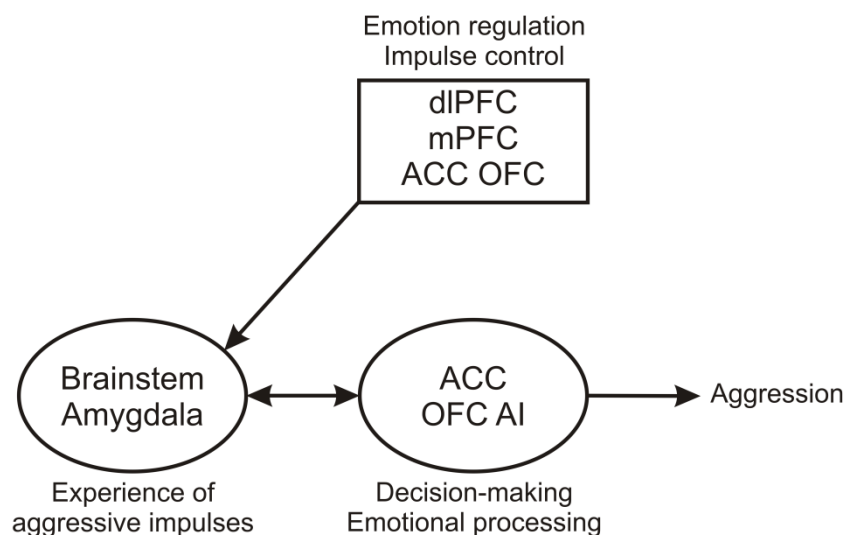 Emotion regulation
Impulse control
dlPFC
mPFC
ACC OFC
Brainstem
Amygdala
ACC
OFC AI
Aggression
Experience of
aggressive impulses
Decision-making
Emotional processing